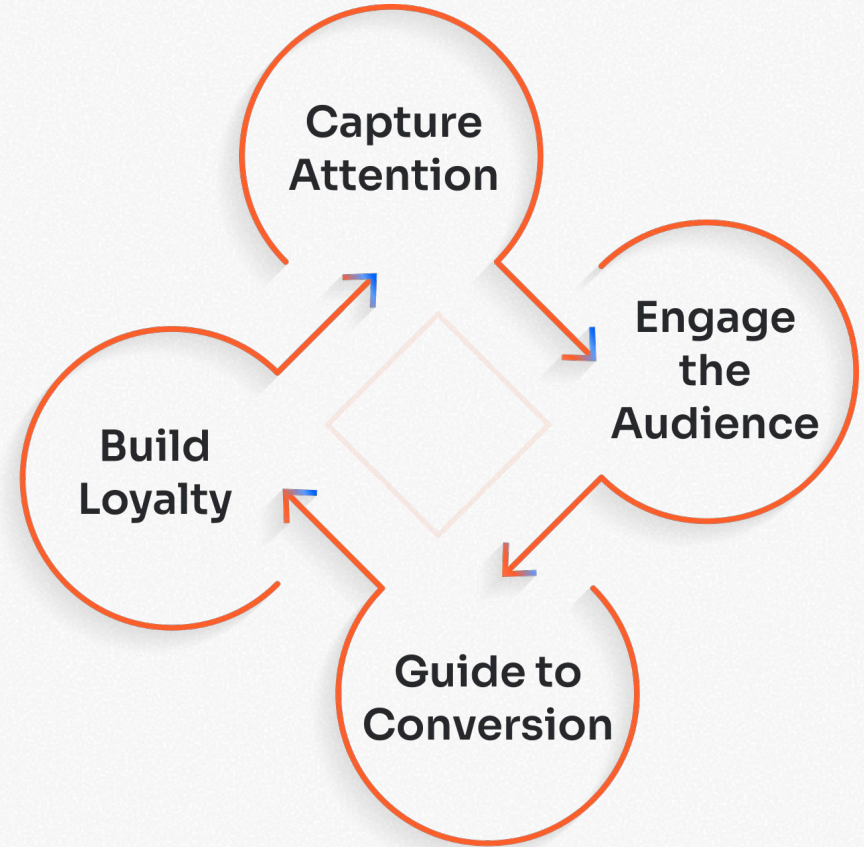 Capture
Attention
Engage
the
Audience
Build
Loyalty
Guide to
Conversion